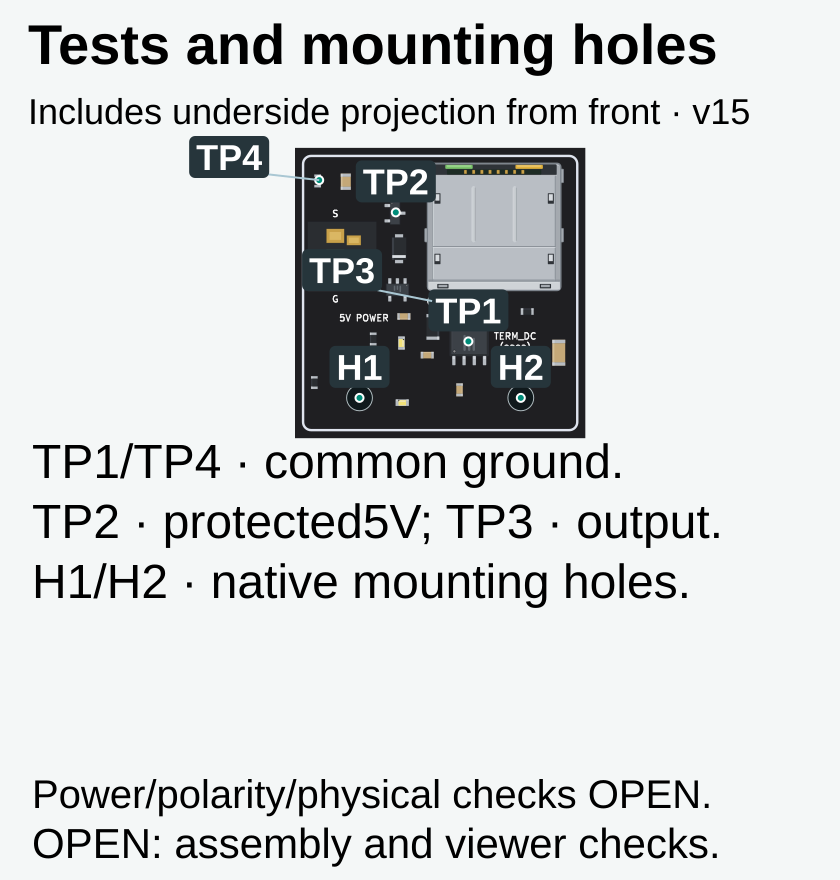 Tests and mounting holes
Includes underside projection from front · v15
TP4
TP2
S
TP3
G
TP1
5V POWER
TERM_DC
H1
H2
TP1/TP4 · common ground.
TP2 · protected5V; TP3 · output.
H1/H2 · native mounting holes.
Power/polarity/physical checks OPEN.
OPEN: assembly and viewer checks.